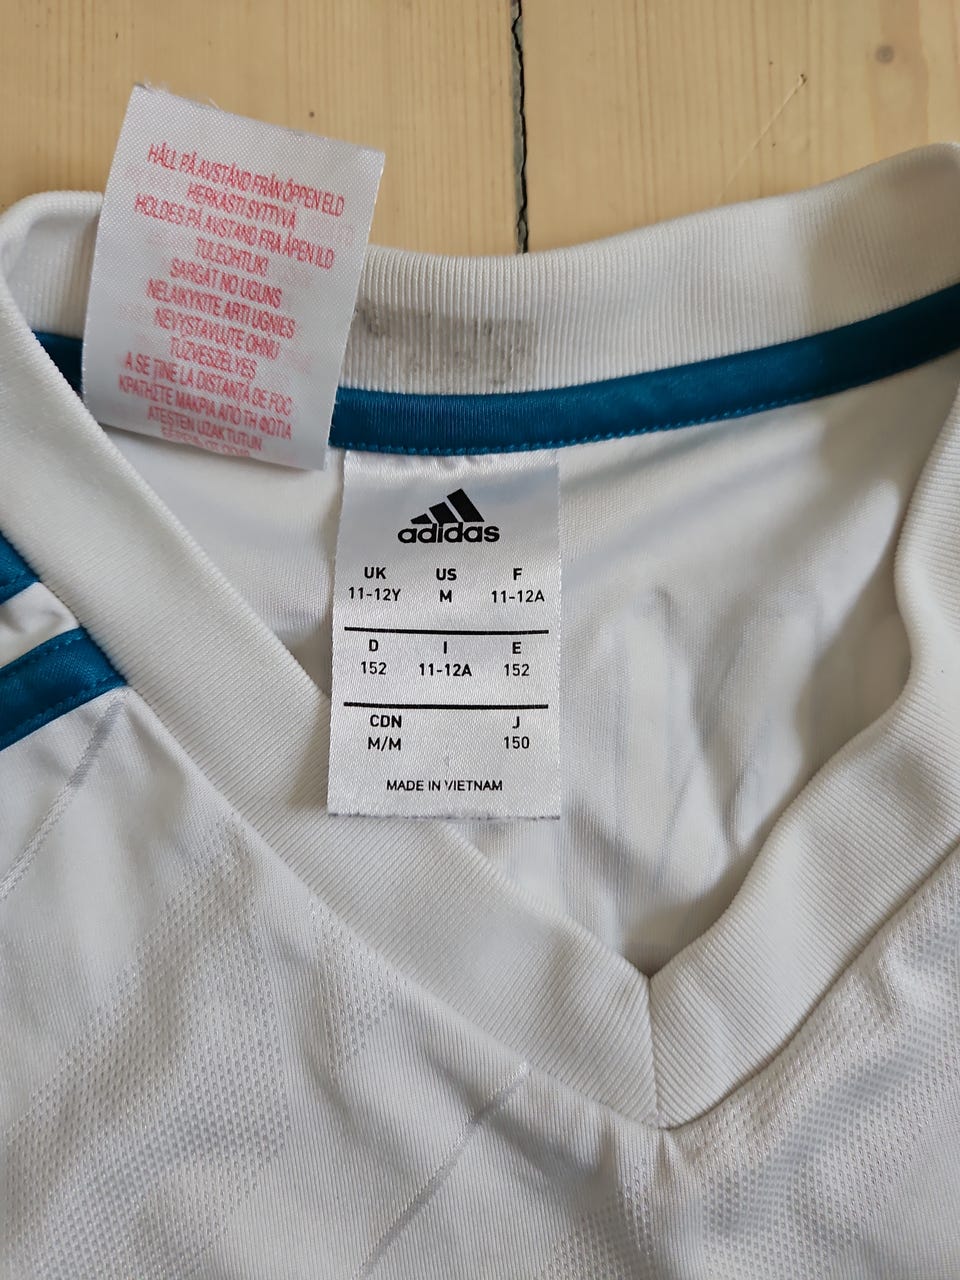 HÅLL PÅ AVSTÅND FRÅN ÖPPEN ELD
HERKÄSTI SYTTYVÄ
HOLDES PÅ AVSTAND FRA ÅPEN ILD
TULEOHTLIK!
SARGĀT NO UGUNS
NELAIKYKITE ARTI UGNIES
NEVYSTAVUJTE OHNU
TŰZVESZÉLYES
A SE ȚINE LA DISTANȚĂ DE FOC
ΚΡΑΤΗΣΤΕ ΜΑΚΡΙΑ ΑΠΟ ΤΗ ΦΩΤΙΑ
ATEŞTEN UZAK TUTUN
adidas
UK US F
11-12Y M 11-12A
D I E
152 11-12A 152
CDN J
M/M 150
MADE IN VIETNAM